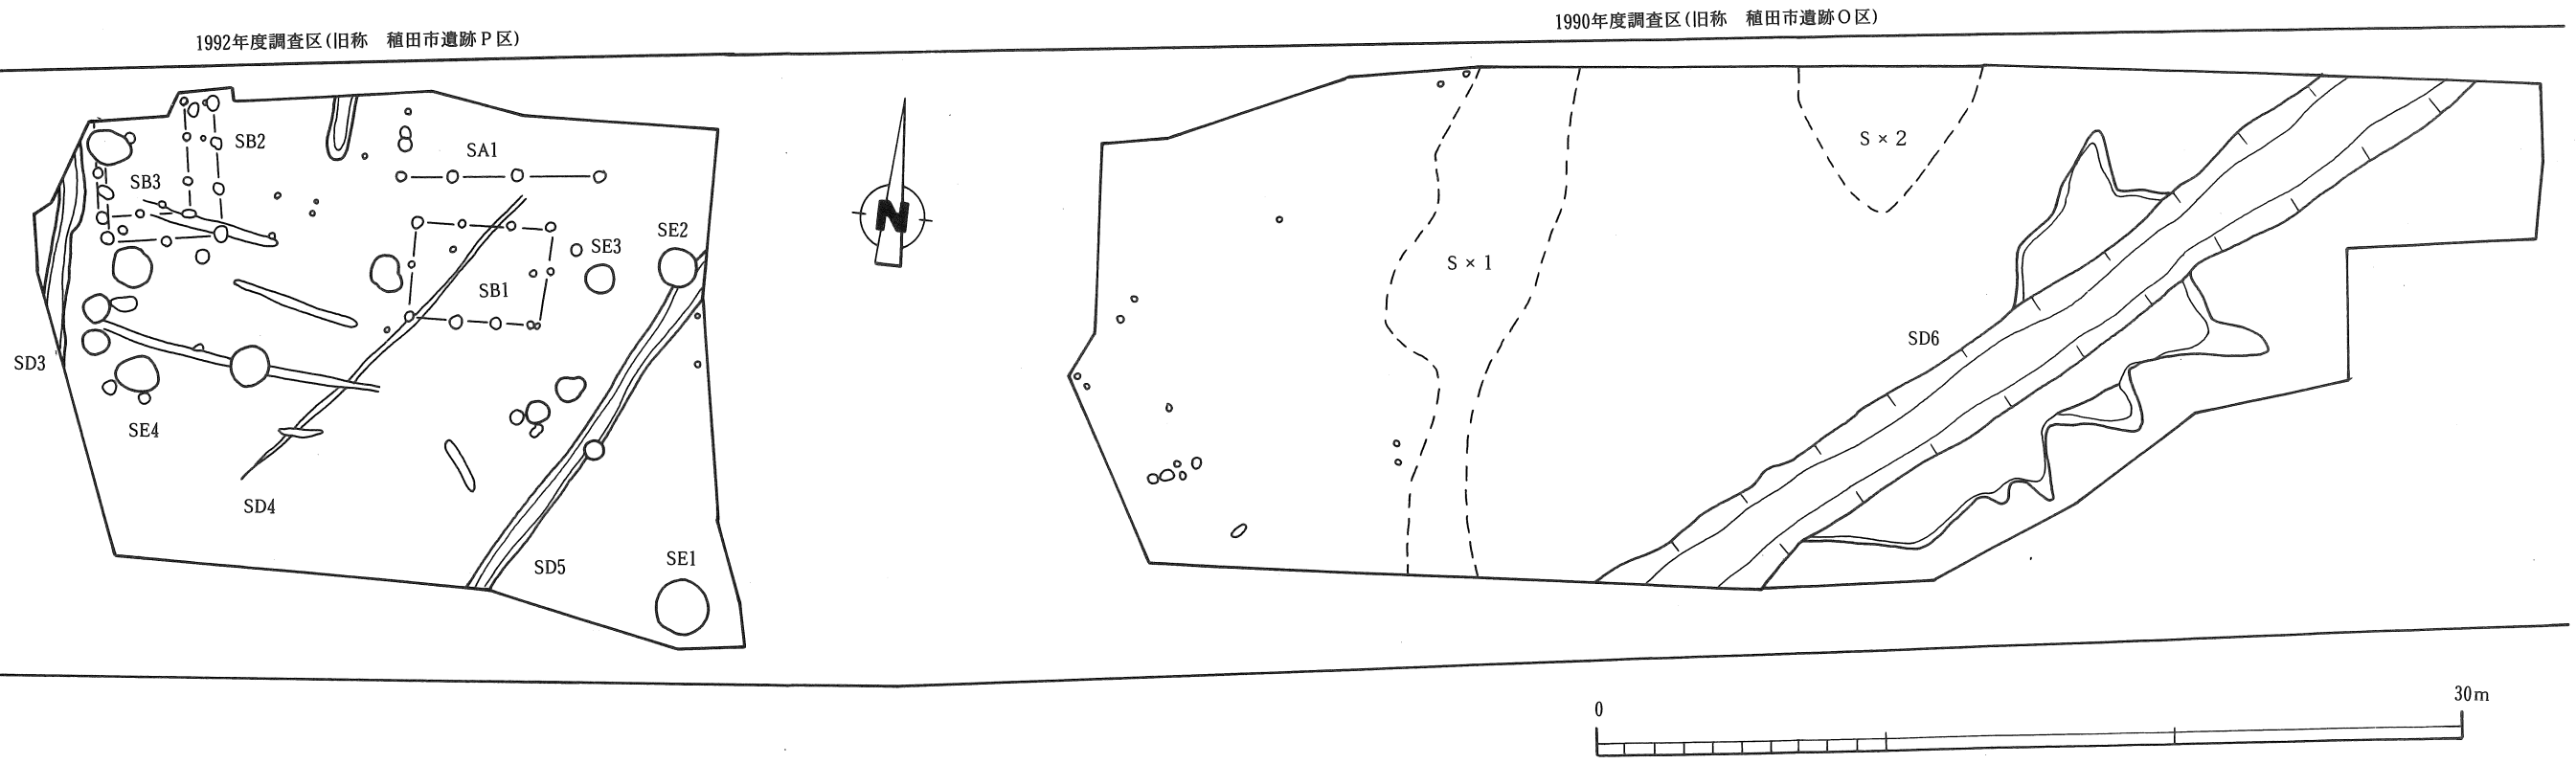 1992年度調査区(旧称　稙田市遺跡P区)
1990年度調査区(旧称　稙田市遺跡O区)
SB2
SA1
SB3
N
S×2
SE3
SE2
SB1
S×1
SD3
SD6
SE4
SD4
SD5
SE1
0
30m